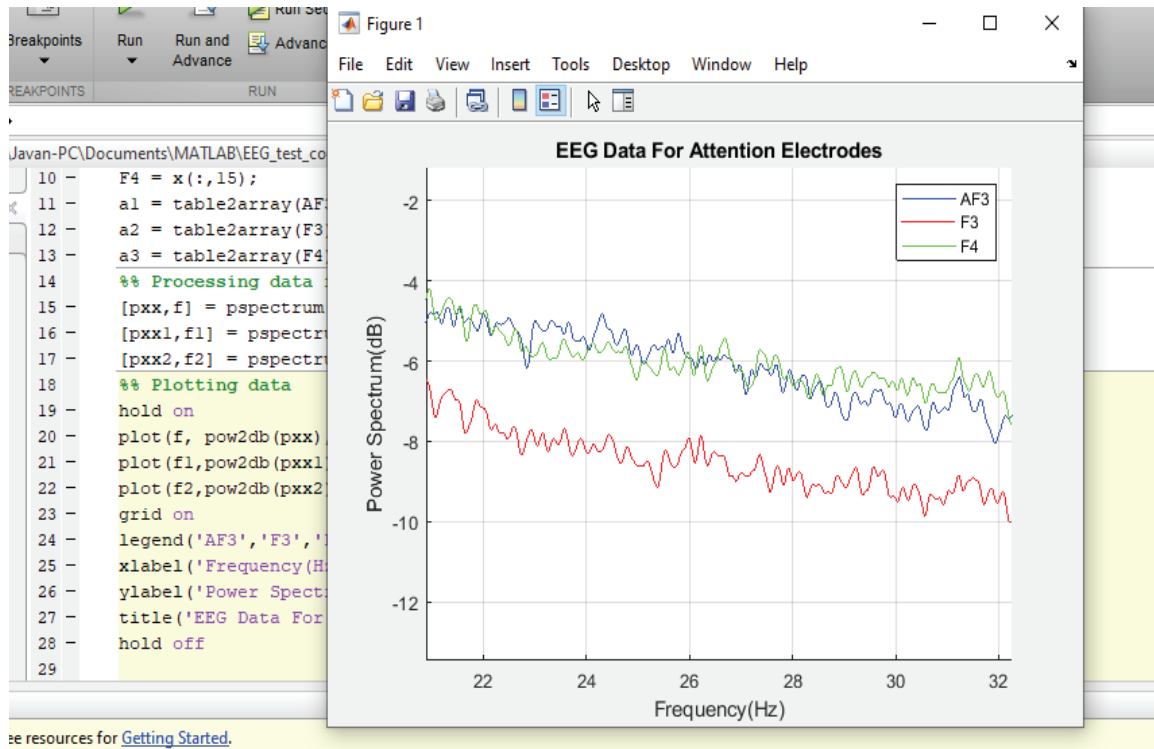 Breakpoints
Run
Run and
Advance
Run Sec
Advanc
REAKPOINTS
RUN
\Javan-PC\Documents\MATLAB\EEG_test_co
10 - F4 = x(:,15);
11 - a1 = table2array(AF3
12 - a2 = table2array(F3)
13 - a3 = table2array(F4)
14 %% Processing data
15 - [pxx,f] = pspectrum
16 - [pxx1,f1] = pspectru
17 - [pxx2,f2] = pspectru
18 %% Plotting data
19 - hold on
20 - plot(f, pow2db(pxx)
21 - plot(f1,pow2db(pxx1
22 - plot(f2,pow2db(pxx2
23 - grid on
24 - legend('AF3','F3','
25 - xlabel('Frequency(Hz
26 - ylabel('Power Spect
27 - title('EEG Data For
28 - hold off
29
ee resources for Getting Started.
Figure 1
File Edit View Insert Tools Desktop Window Help
EEG Data For Attention Electrodes
AF3
F3
F4
-2
-4
-6
-8
-10
-12
Power Spectrum(dB)
22 24 26 28 30 32
Frequency(Hz)